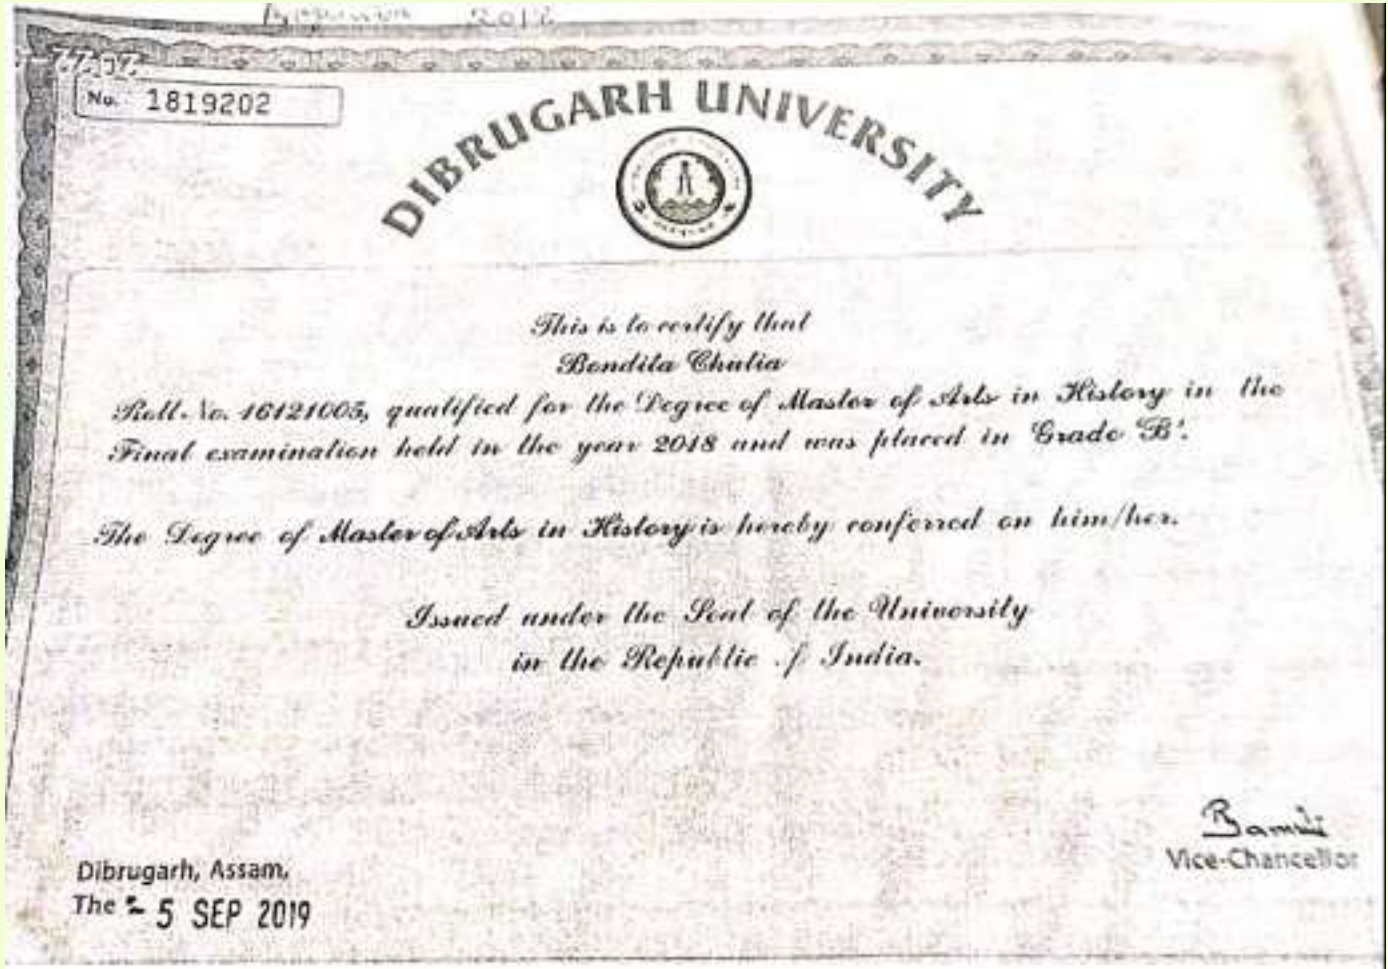 2018
No. 1819202
DIBRUGARH UNIVERSITY
This is to certify that
Bondita Chutia
Roll No. 16121005, qualified for the Degree of Master of Arts in History in the
Final examination held in the year 2018 and was placed in 'Grade B'.
The Degree of Master of Arts in History is hereby conferred on him/her.
Issued under the Seal of the University
in the Republic of India.
Vice-Chancellor
Dibrugarh, Assam,
The - 5 SEP 2019